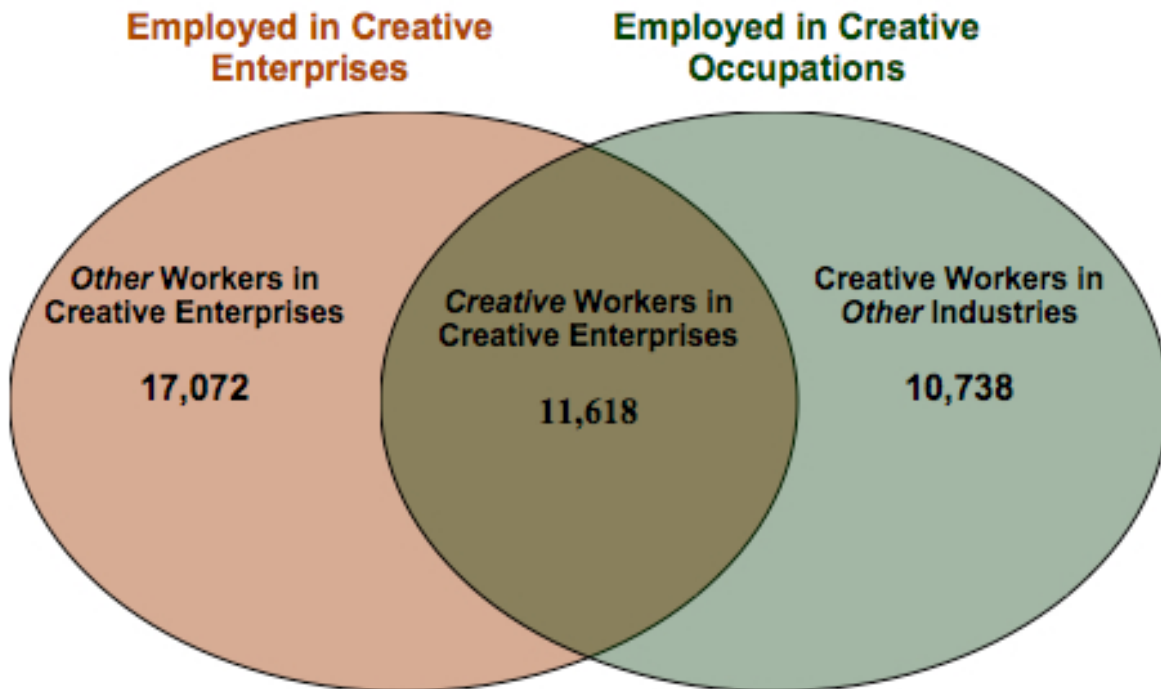 Employed in Creative
Enterprises
Employed in Creative
Occupations
Other Workers in
Creative Enterprises
17,072
Creative Workers in
Creative Enterprises
11,618
Creative Workers in
Other Industries
10,738